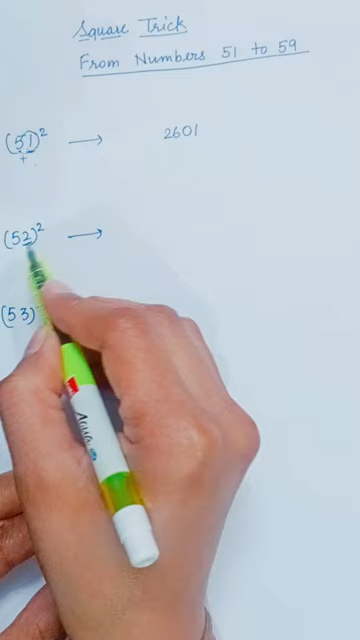 Square Trick
From Numbers 51 to 59
(51)² → 2601
+
(52)² →
(53)